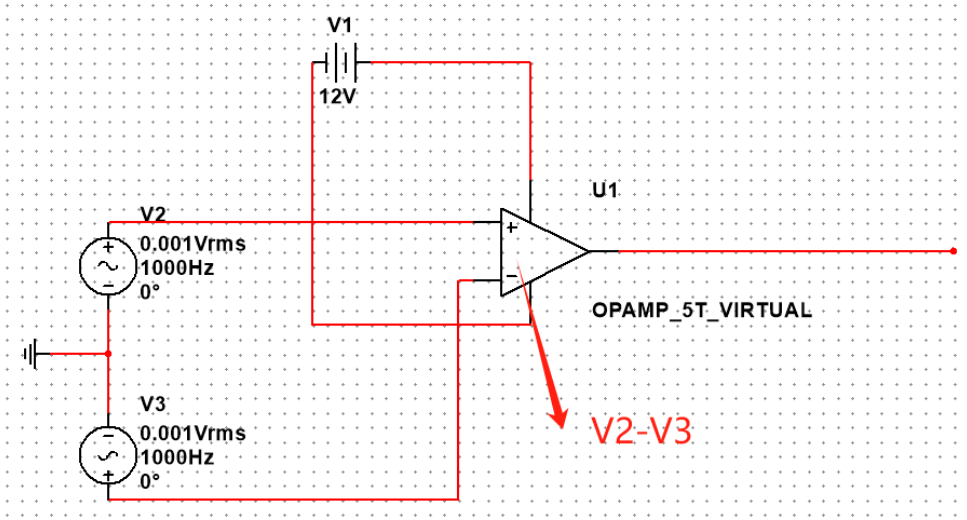 V1
12V
U1
V2
0.001Vrms
1000Hz
0°
OPAMP_5T_VIRTUAL
V3
0.001Vrms
1000Hz
0°
V2-V3